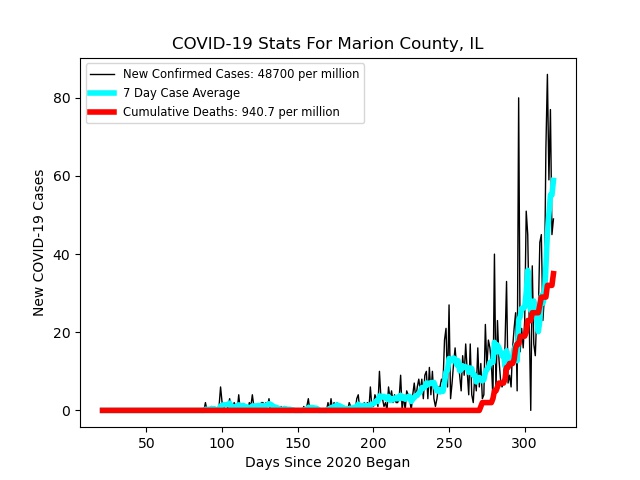 COVID-19 Stats For Marion County, IL
New Confirmed Cases: 48700 per million
7 Day Case Average
Cumulative Deaths: 940.7 per million
New COVID-19 Cases
80
60
40
20
0
50 100 150 200 250 300
Days Since 2020 Began